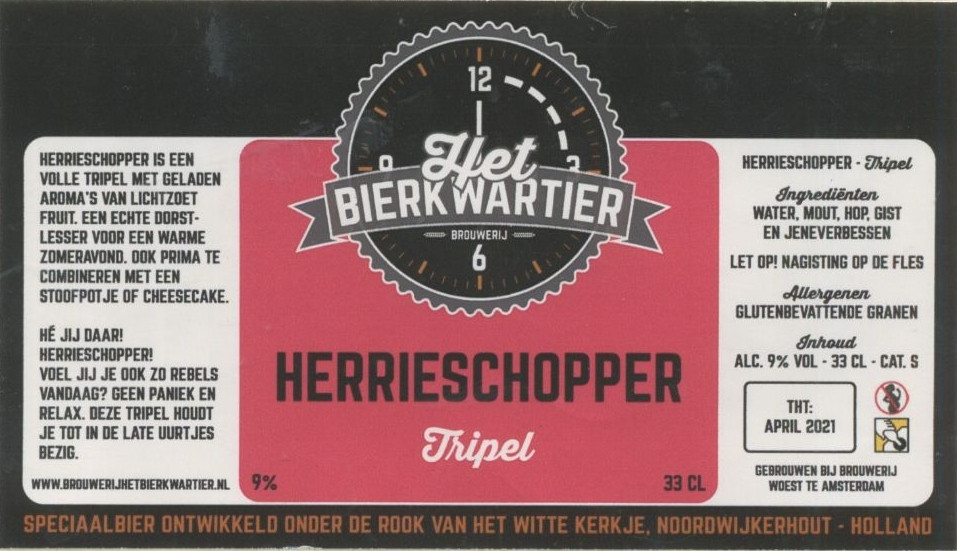 HERRIESCHOPPER IS EEN
VOLLE TRIPEL MET GELADEN
AROMA'S VAN LICHTZOET
FRUIT. EEN ECHTE DORST-
LESSER VOOR EEN WARME
ZOMERAVOND. OOK PRIMA TE
COMBINEREN MET EEN
STOOFPOTJE OF CHEESECAKE.
HÉ JIJ DAAR!
HERRIESCHOPPER!
VOEL JIJ JE OOK ZO REBELS
VANDAAG? GEEN PANIEK EN
RELAX. DEZE TRIPEL HOUDT
JE TOT IN DE LATE UURTJES
BEZIG.
WWW.BROUWERIJHETBIERKWARTIER.NL
12
9 3
Het
BIERKWARTIER
BROUWERIJ
6
HERRIESCHOPPER
Tripel
9% 33 CL
HERRIESCHOPPER - Tripel
Ingrediënten
WATER, MOUT, HOP, GIST
EN JENEVERBESSEN
LET OP! NAGISTING OP DE FLES
Allergenen
GLUTENBEVATTENDE GRANEN
Inhoud
ALC. 9% VOL - 33 CL - CAT. S
THT:
APRIL 2021
GEBROUWEN BIJ BROUWERIJ
WOEST TE AMSTERDAM
SPECIAALBIER ONTWIKKELD ONDER DE ROOK VAN HET WITTE KERKJE, NOORDWIJKERHOUT - HOLLAND